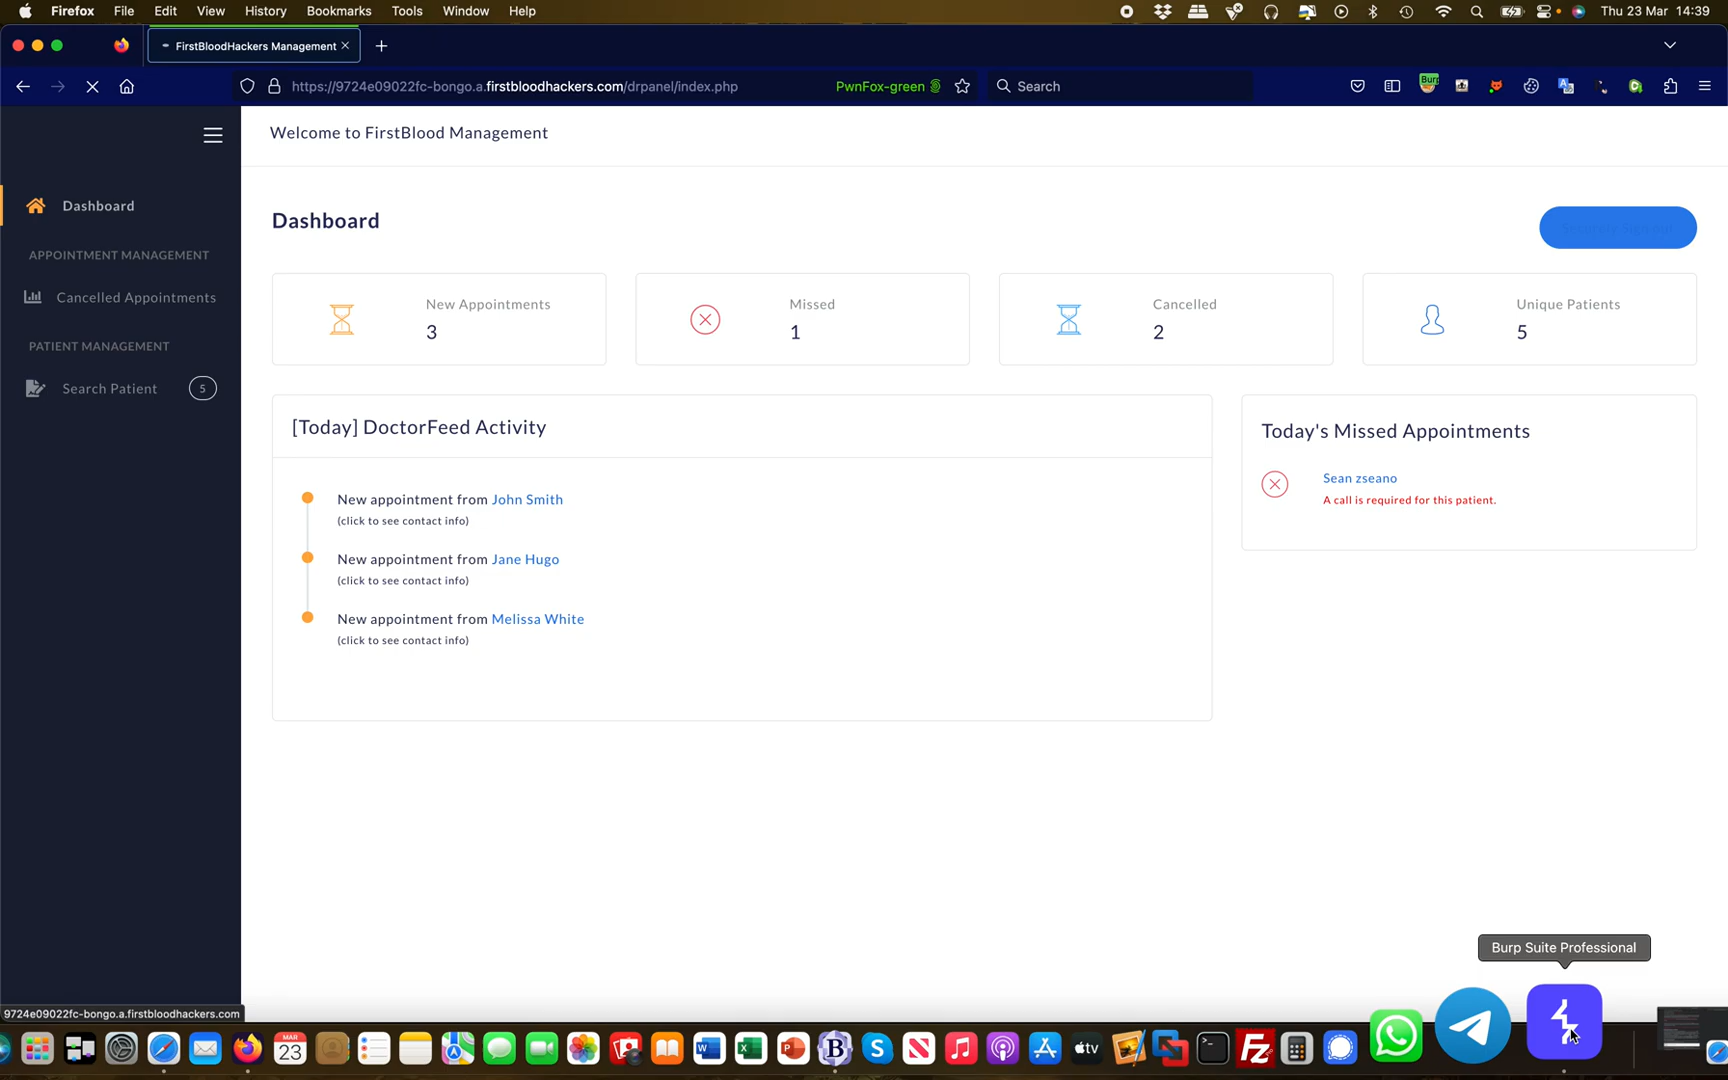 Firefox File Edit View History Bookmarks Tools Window Help Thu 23 Mar 14:39
FirstBloodHackers Management
https://9724e09022fc-bongo.a.firstbloodhackers.com/drpanel/index.php PwnFox-green Search Burp
Welcome to FirstBlood Management
Dashboard
APPOINTMENT MANAGEMENT
Cancelled Appointments
PATIENT MANAGEMENT
Search Patient 5
Dashboard
New Appointments
3
Missed
1
Cancelled
2
Unique Patients
5
[Today] DoctorFeed Activity
New appointment from John Smith
(click to see contact info)
New appointment from Jane Hugo
(click to see contact info)
New appointment from Melissa White
(click to see contact info)
Today's Missed Appointments
Sean zseano
A call is required for this patient.
Burp Suite Professional
9724e09022fc-bongo.a.firstbloodhackers.com
MAR
23
tv